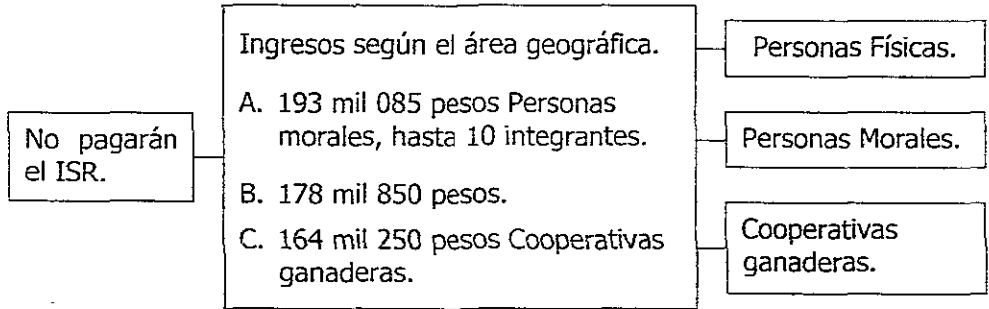 No pagarán
el ISR.
Ingresos según el área geográfica.
A. 193 mil 085 pesos Personas
morales, hasta 10 integrantes.
B. 178 mil 850 pesos.
C. 164 mil 250 pesos Cooperativas
ganaderas.
Personas Físicas.
Personas Morales.
Cooperativas
ganaderas.